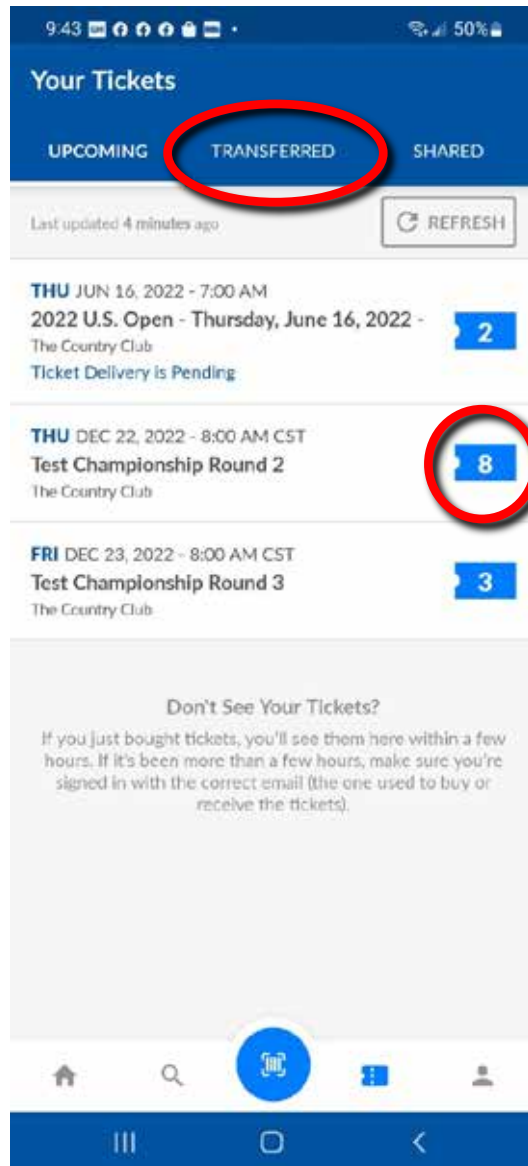 9:43
50%
Your Tickets
UPCOMING TRANSFERRED SHARED
Last updated 4 minutes ago
REFRESH
THU JUN 16, 2022 - 7:00 AM
2022 U.S. Open - Thursday, June 16, 2022 -
2
The Country Club
Ticket Delivery is Pending
THU DEC 22, 2022 - 8:00 AM CST
Test Championship Round 2
8
The Country Club
FRI DEC 23, 2022 - 8:00 AM CST
Test Championship Round 3
3
The Country Club
Don't See Your Tickets?
If you just bought tickets, you'll see them here within a few
hours. If it's been more than a few hours, make sure you're
signed in with the correct email (the one used to buy or
receive the tickets).